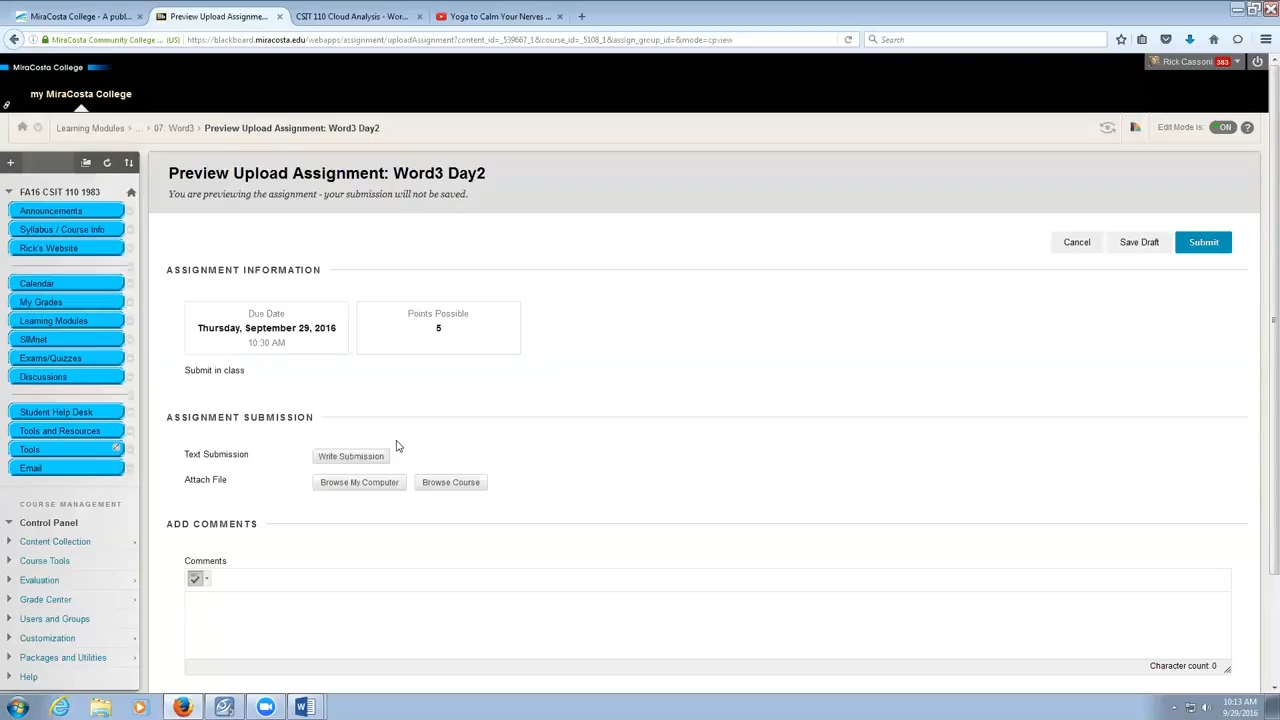 MiraCosta College - A publ...
Preview Upload Assignme...
CSIT 110 Cloud Analysis - Wor...
Yoga to Calm Your Nerves ...
MiraCosta Community College ... (US)
https://blackboard.miracosta.edu/webapps/assignment/uploadAssignment?content_id=_539667_1&course_id=_5108_1&assign_group_id=&mode=cpview
Search
MiraCosta College
Rick Cassoni 383
my MiraCosta College
Learning Modules > ... > 07: Word3 > Preview Upload Assignment: Word3 Day2
Edit Mode is: ON ?
FA16 CSIT 110 1983
Announcements
Syllabus / Course Info
Rick's Website
Calendar
My Grades
Learning Modules
SIMnet
Exams/Quizzes
Discussions
Student Help Desk
Tools and Resources
Tools
Email
COURSE MANAGEMENT
Control Panel
Content Collection
Course Tools
Evaluation
Grade Center
Users and Groups
Customization
Packages and Utilities
Help
Preview Upload Assignment: Word3 Day2
You are previewing the assignment - your submission will not be saved.
Cancel
Save Draft
Submit
ASSIGNMENT INFORMATION
Due Date
Thursday, September 29, 2016
10:30 AM
Points Possible
5
Submit in class
ASSIGNMENT SUBMISSION
Text Submission
Write Submission
Attach File
Browse My Computer
Browse Course
ADD COMMENTS
Comments
Character count: 0
10:13 AM
9/29/2016